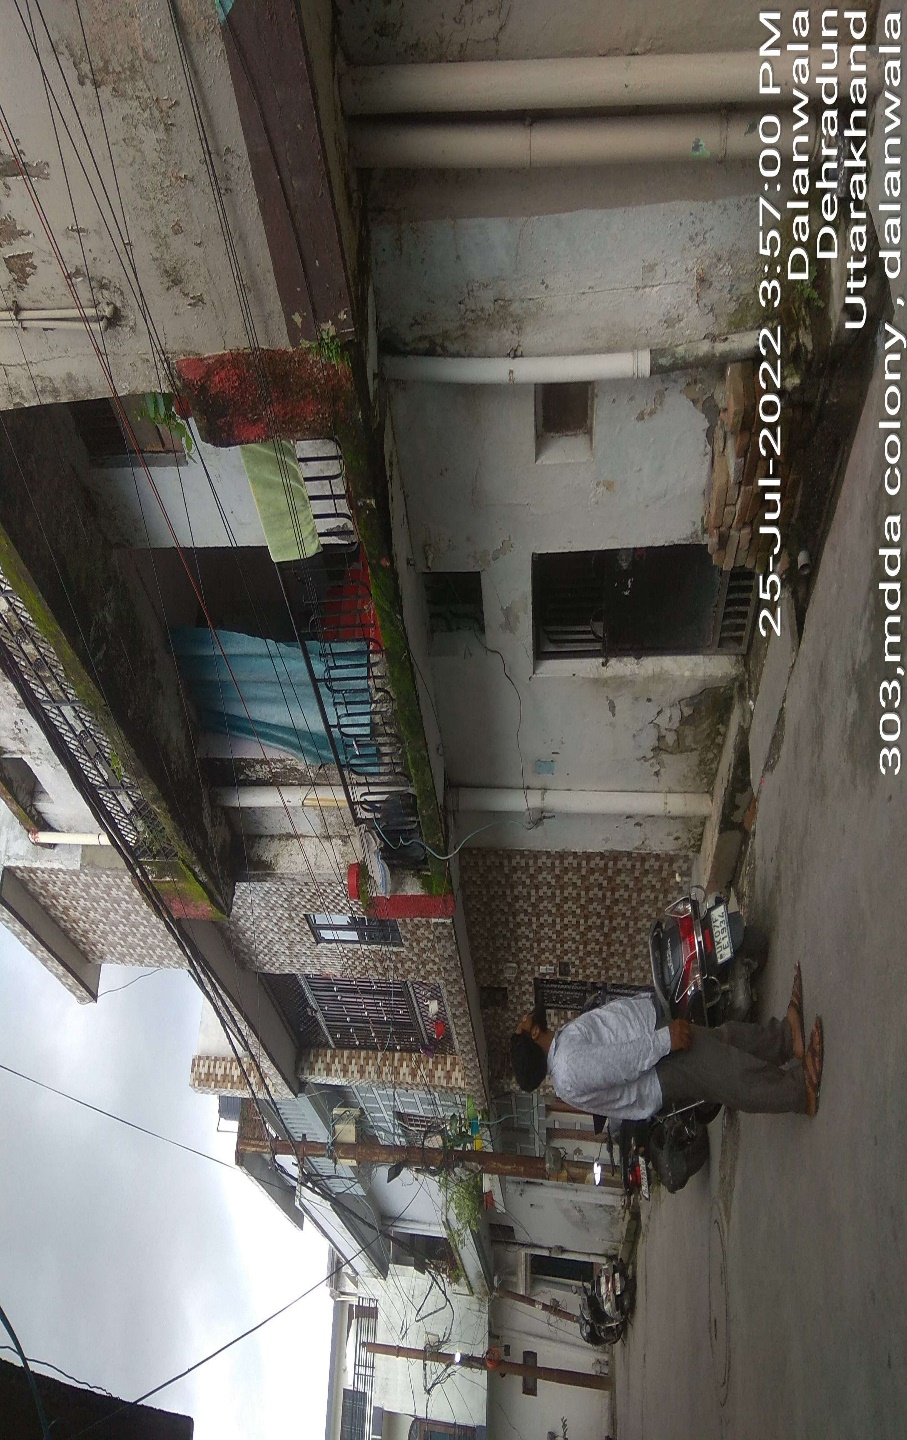 25-Jul-2022 3:57:00 PM
Dalanwala
Dehradun
Uttarakhand
303,mdda colony , dalanwala